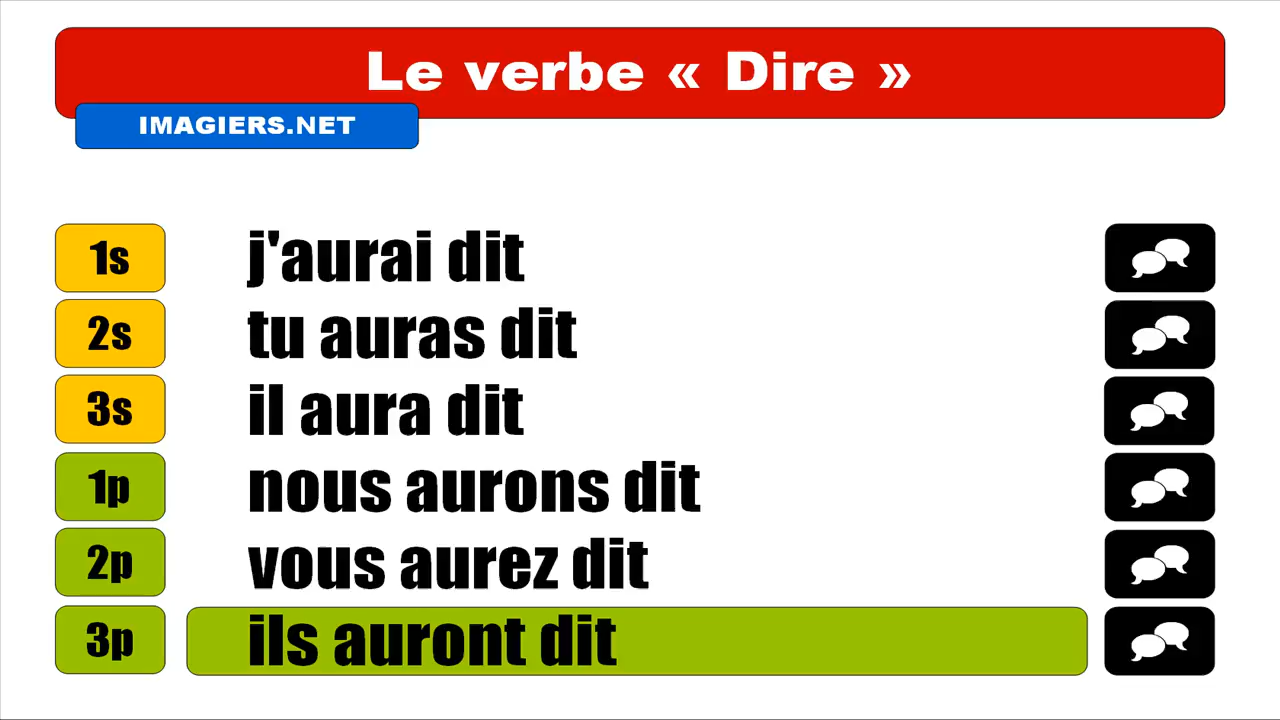 Le verbe « Dire »
IMAGIERS.NET
1s j'aurai dit
2s tu auras dit
3s il aura dit
1p nous aurons dit
2p vous aurez dit
3p ils auront dit